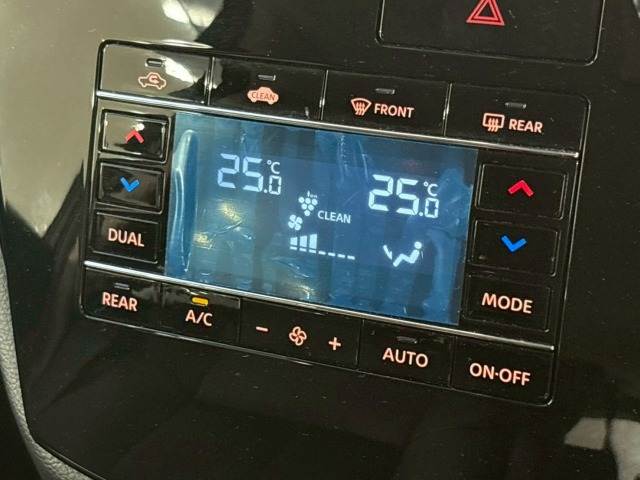 CLEAN
FRONT
REAR
25.0°C
25.0°C
CLEAN
DUAL
MODE
REAR
A/C
− +
AUTO
ON·OFF